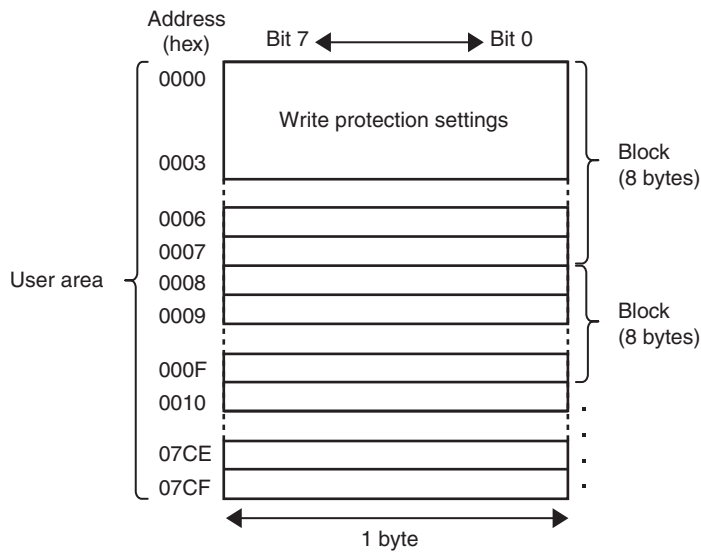 Address
(hex)
Bit 7
Bit 0
0000
Write protection settings
0003
Block
(8 bytes)
0006
0007
User area
0008
0009
Block
(8 bytes)
000F
0010
07CE
07CF
1 byte